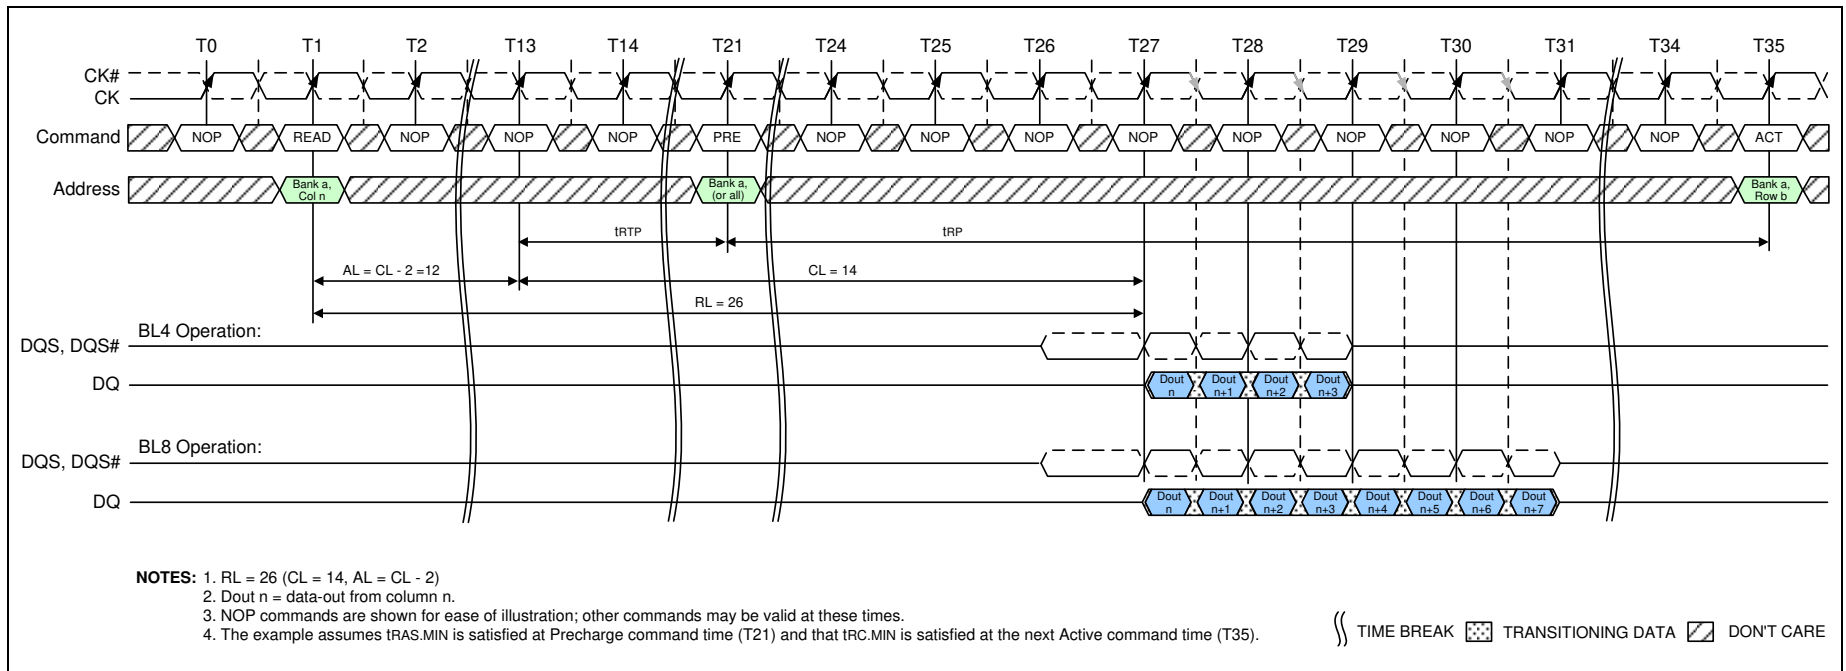 T0 T1 T2 T13 T14 T21 T24 T25 T26 T27 T28 T29 T30 T31 T34 T35
CK#
CK
Command NOP READ NOP NOP NOP PRE NOP NOP NOP NOP NOP NOP NOP NOP NOP ACT
Address Bank a, Col n Bank a, (or all) Bank a, Row b
tRTP tRP
AL = CL - 2 =12 CL = 14
RL = 26
BL4 Operation:
DQS, DQS#
DQ Dout n Dout n+1 Dout n+2 Dout n+3
BL8 Operation:
DQS, DQS#
DQ Dout n Dout n+1 Dout n+2 Dout n+3 Dout n+4 Dout n+5 Dout n+6 Dout n+7
NOTES: 1. RL = 26 (CL = 14, AL = CL - 2)
2. Dout n = data-out from column n.
3. NOP commands are shown for ease of illustration; other commands may be valid at these times.
4. The example assumes tRAS.MIN is satisfied at Precharge command time (T21) and that tRC.MIN is satisfied at the next Active command time (T35).
TIME BREAK TRANSITIONING DATA DON'T CARE